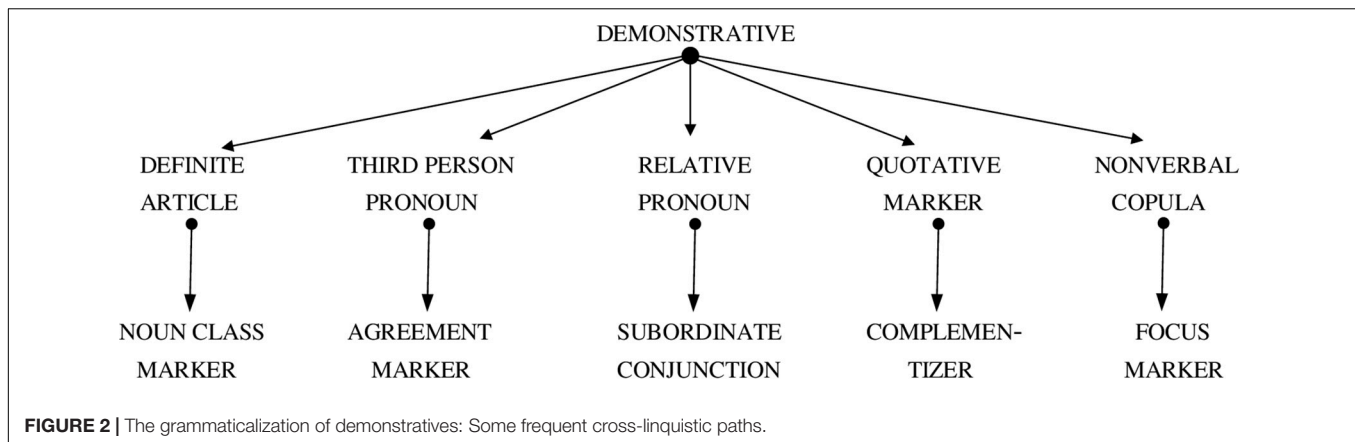 DEMONSTRATIVE
DEFINITE THIRD PERSON RELATIVE QUOTATIVE NONVERBAL
ARTICLE PRONOUN PRONOUN MARKER COPULA
NOUN CLASS AGREEMENT SUBORDINATE COMPLEMEN- FOCUS
MARKER MARKER CONJUNCTION TIZER MARKER
FIGURE 2 | The grammaticalization of demonstratives: Some frequent cross-linguistic paths.